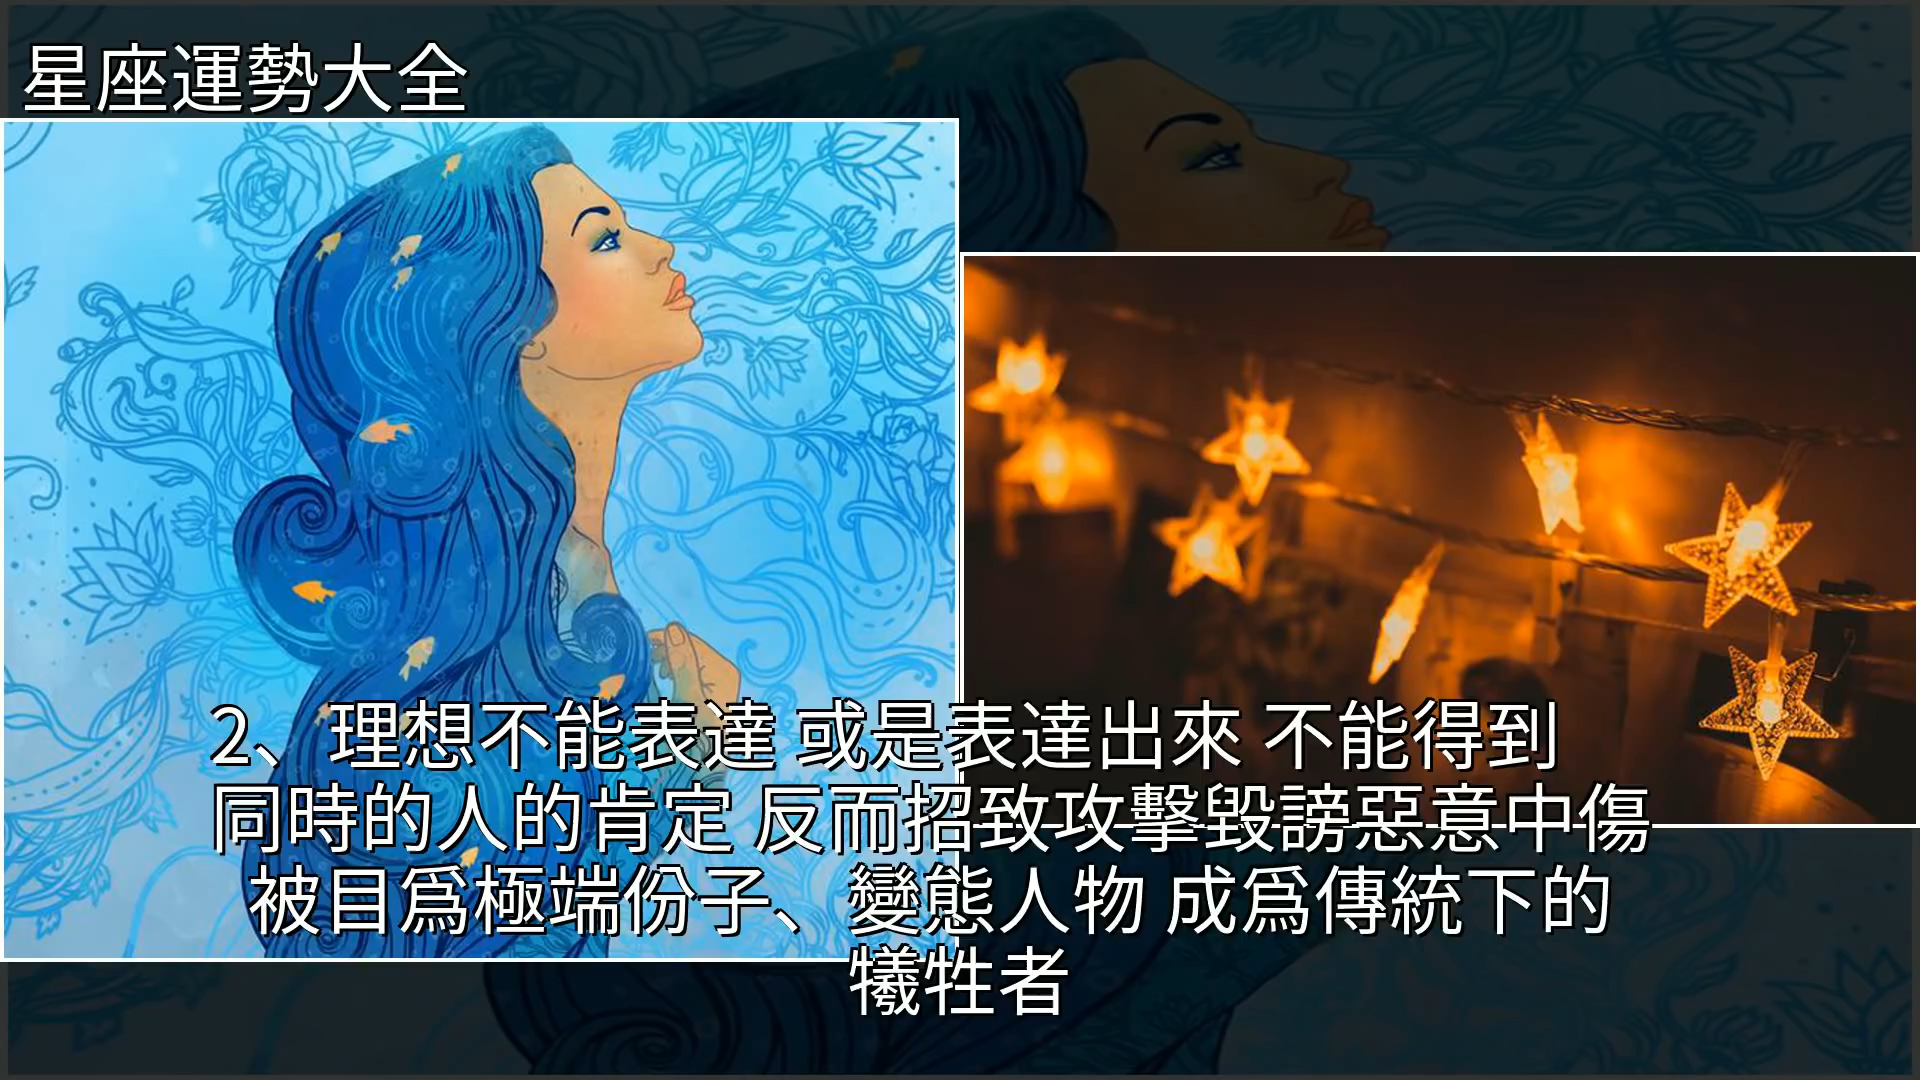 星座運勢大全
2、理想不能表達 或是表達出來 不能得到
同時的人的肯定 反而招致攻擊毀謗惡意中傷
被目爲極端份子、變態人物 成爲傳統下的
犧牲者